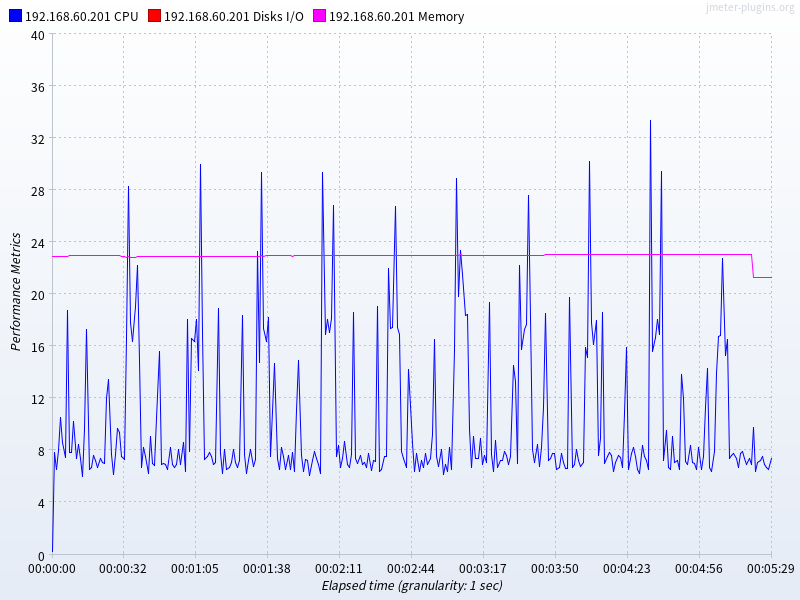 jmeter-plugins.org
192.168.60.201 CPU 192.168.60.201 Disks I/O 192.168.60.201 Memory
40
36
32
28
24
20
16
12
8
4
0
Performance Metrics
00:00:00 00:00:32 00:01:05 00:01:38 00:02:11 00:02:44 00:03:17 00:03:50 00:04:23 00:04:56 00:05:29
Elapsed time (granularity: 1 sec)